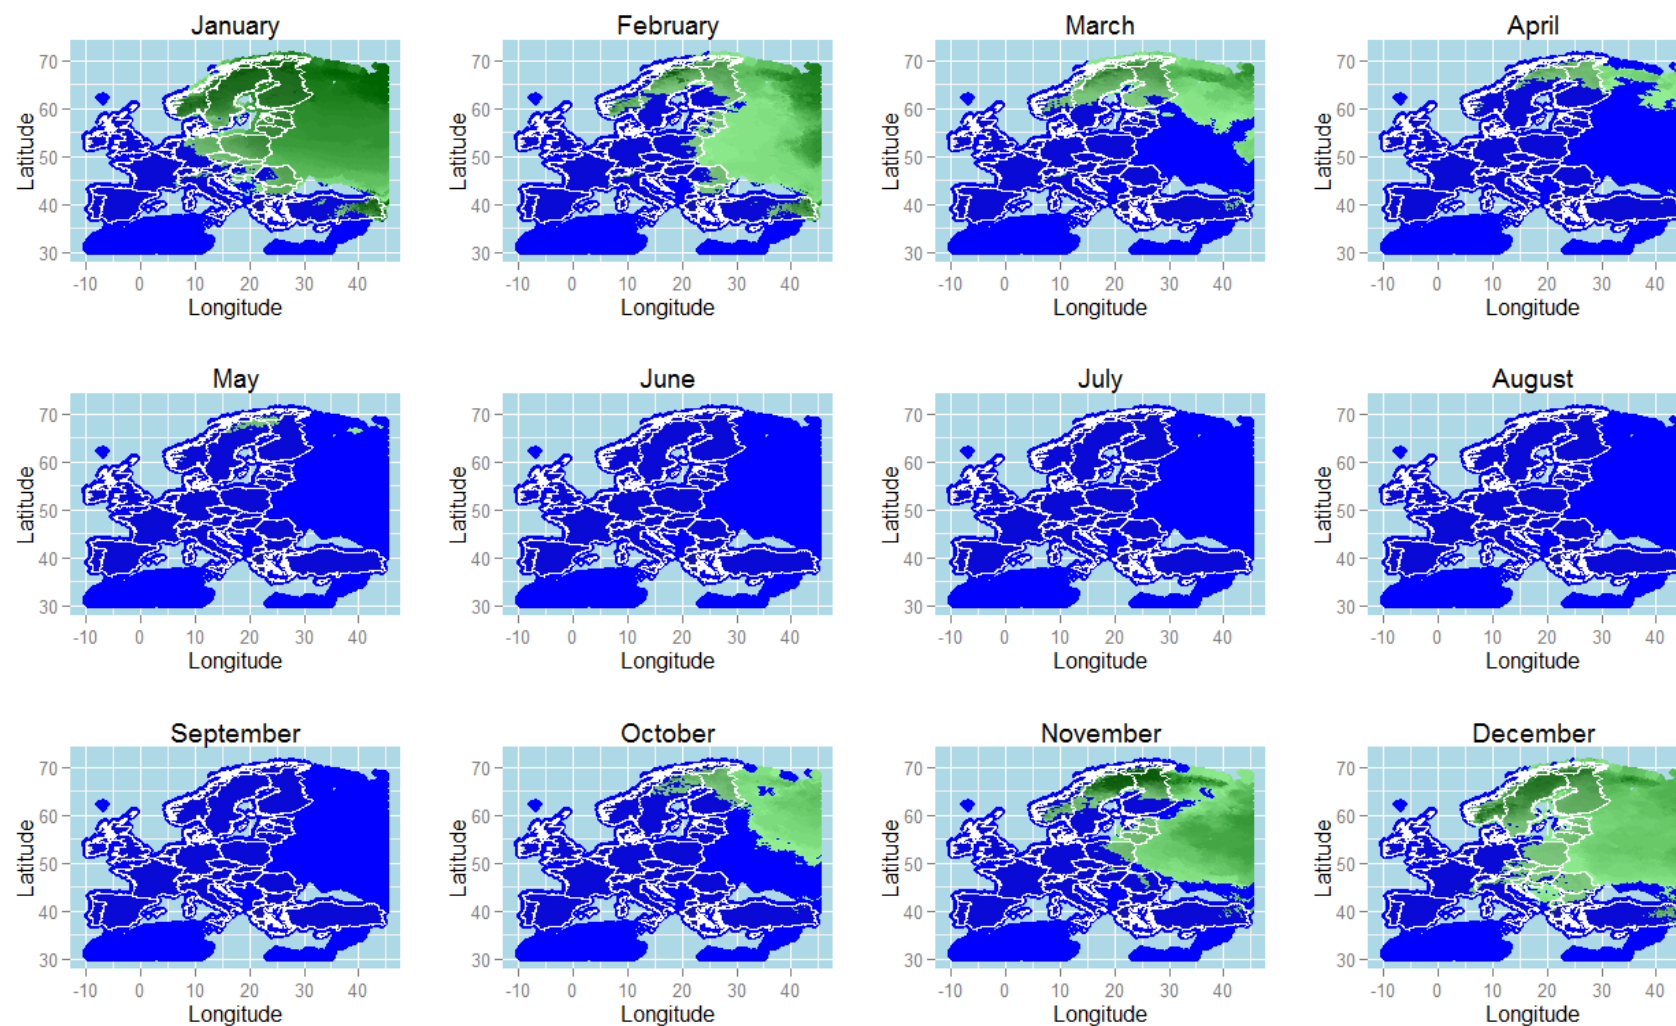 January February March April
70 70 70 70
60 60 60 60
50 50 50 50
40 40 40 40
30 30 30 30
Latitude Latitude Latitude Latitude
-10 0 10 20 30 40 -10 0 10 20 30 40 -10 0 10 20 30 40 -10 0 10 20 30 40
Longitude Longitude Longitude Longitude
May June July August
70 70 70 70
60 60 60 60
50 50 50 50
40 40 40 40
30 30 30 30
Latitude Latitude Latitude Latitude
-10 0 10 20 30 40 -10 0 10 20 30 40 -10 0 10 20 30 40 -10 0 10 20 30 40
Longitude Longitude Longitude Longitude
September October November December
70 70 70 70
60 60 60 60
50 50 50 50
40 40 40 40
30 30 30 30
Latitude Latitude Latitude Latitude
-10 0 10 20 30 40 -10 0 10 20 30 40 -10 0 10 20 30 40 -10 0 10 20 30 40
Longitude Longitude Longitude Longitude